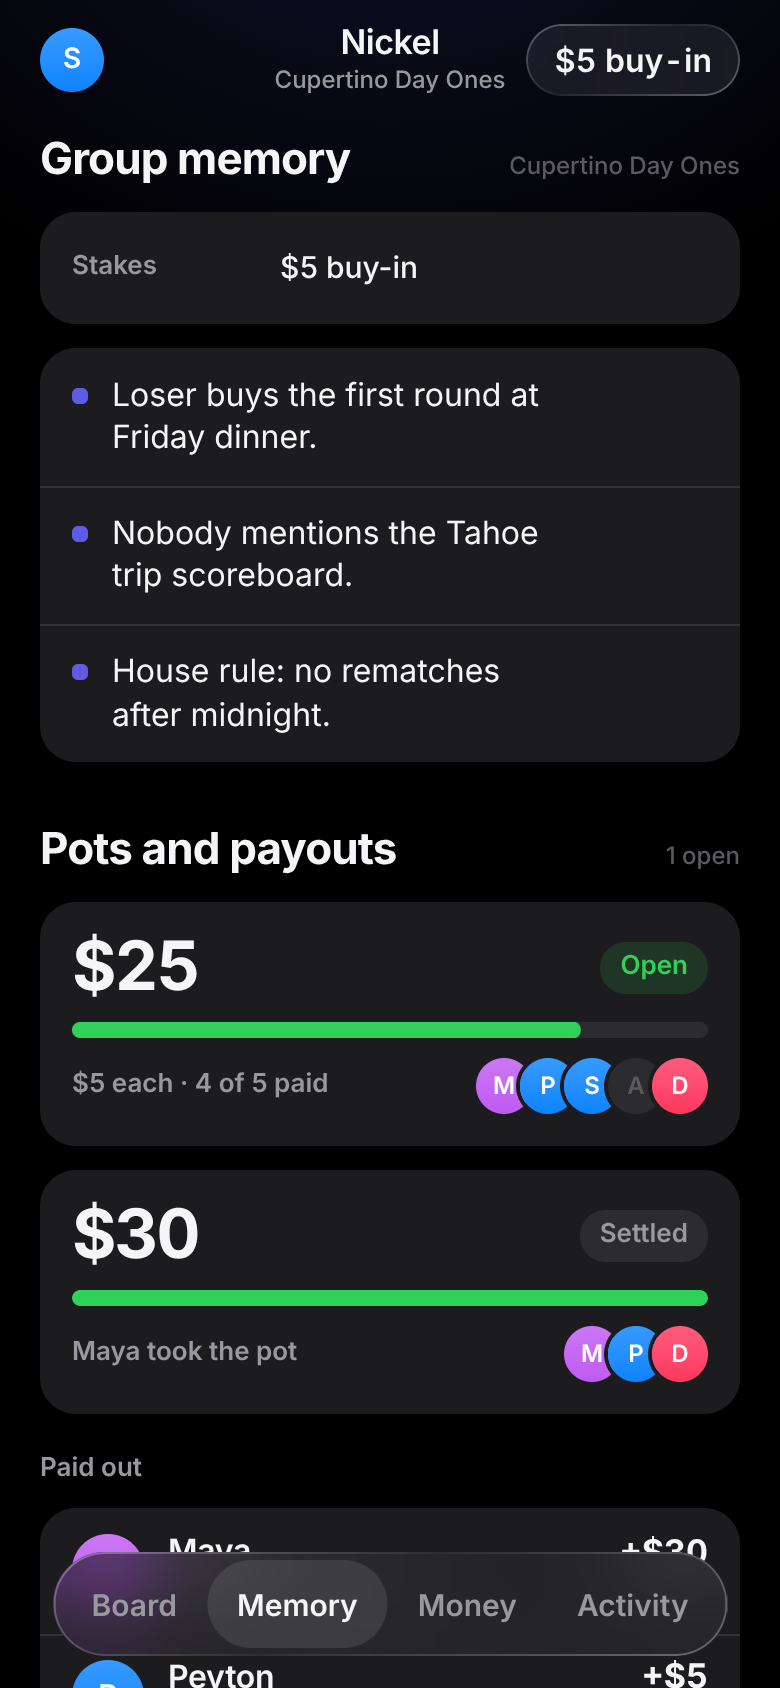 S
Nickel
Cupertino Day Ones
$5 buy-in
Group memory
Cupertino Day Ones
Stakes
$5 buy-in
Loser buys the first round at
Friday dinner.
Nobody mentions the Tahoe
trip scoreboard.
House rule: no rematches
after midnight.
Pots and payouts
1 open
$25
Open
$5 each · 4 of 5 paid
M P S A D
$30
Settled
Maya took the pot
M P D
Paid out
Maya +$30
Board Memory Money Activity
Peyton +$5